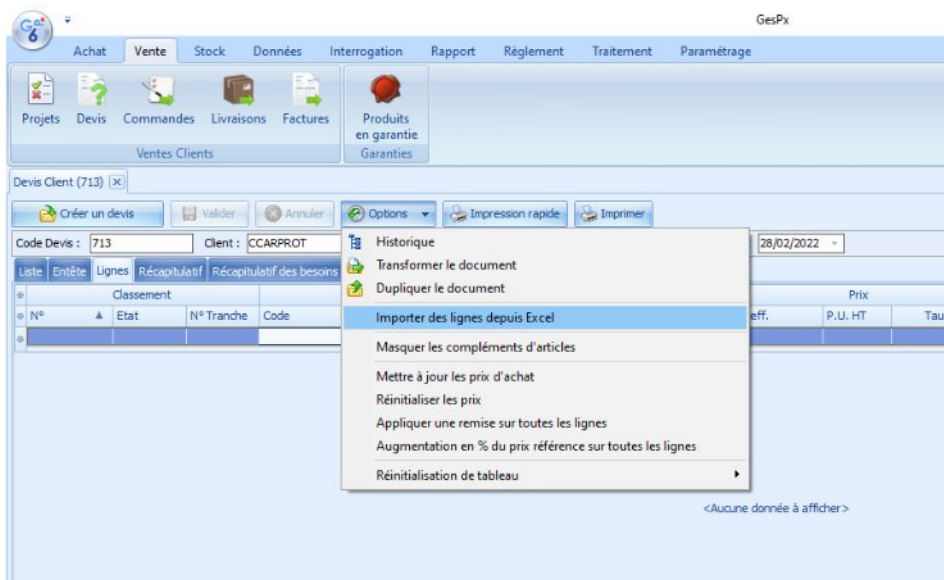 GesPx
Achat Vente Stock Données Interrogation Rapport Règlement Traitement Paramétrage
Projets Devis Commandes Livraisons Factures Produits en garantie
Ventes Clients Garanties
Devis Client (713)
Créer un devis Valider Annuler Options Impression rapide Imprimer
Code Devis : 713 Client : CCARPROT 28/02/2022
Liste Entête Lignes Récapitulatif Récapitulatif des besoins
Classement Prix
Nº Etat Nº Tranche Code eff. P.U. HT Tau
Historique
Transformer le document
Dupliquer le document
Importer des lignes depuis Excel
Masquer les compléments d'articles
Mettre à jour les prix d'achat
Réinitialiser les prix
Appliquer une remise sur toutes les lignes
Augmentation en % du prix référence sur toutes les lignes
Réinitialisation de tableau
<Aucune donnée à afficher>